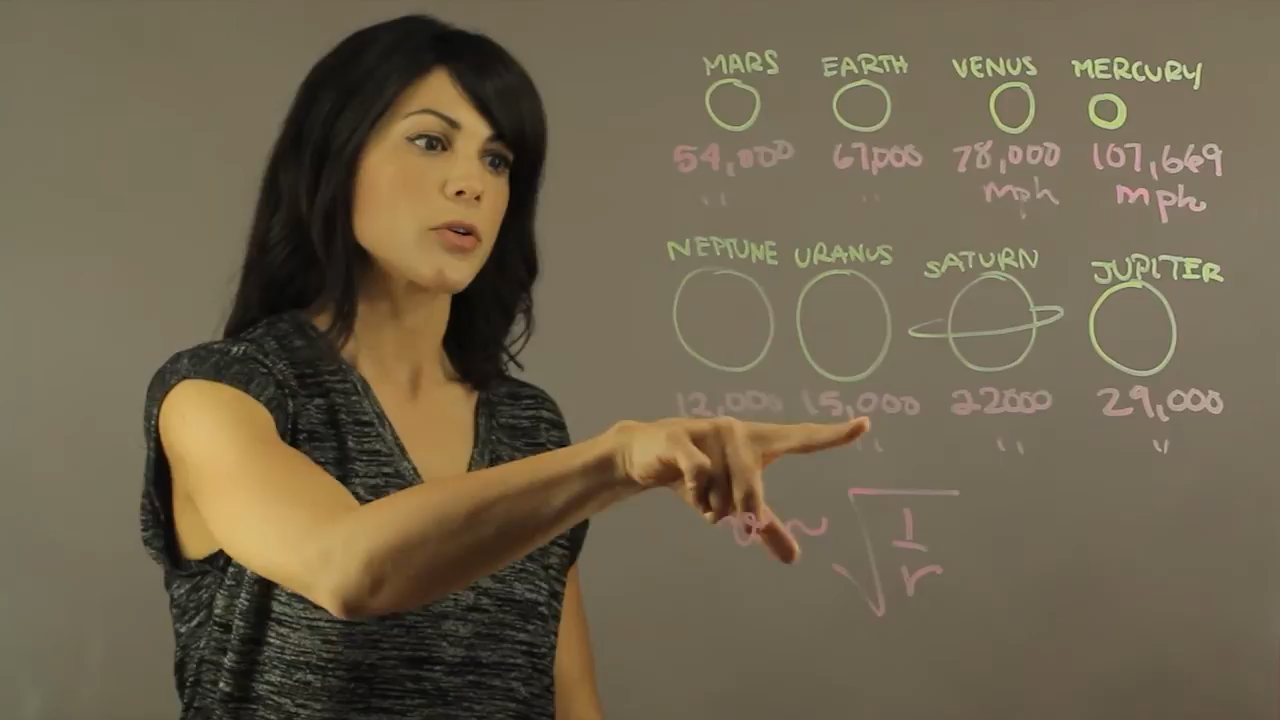 MARS EARTH VENUS MERCURY
54,000 67,000 78,000 107,669
" " mph mph
NEPTUNE URANUS SATURN JUPITER
12,000 15,000 22000 29,000
" " "
v ~ √1/r